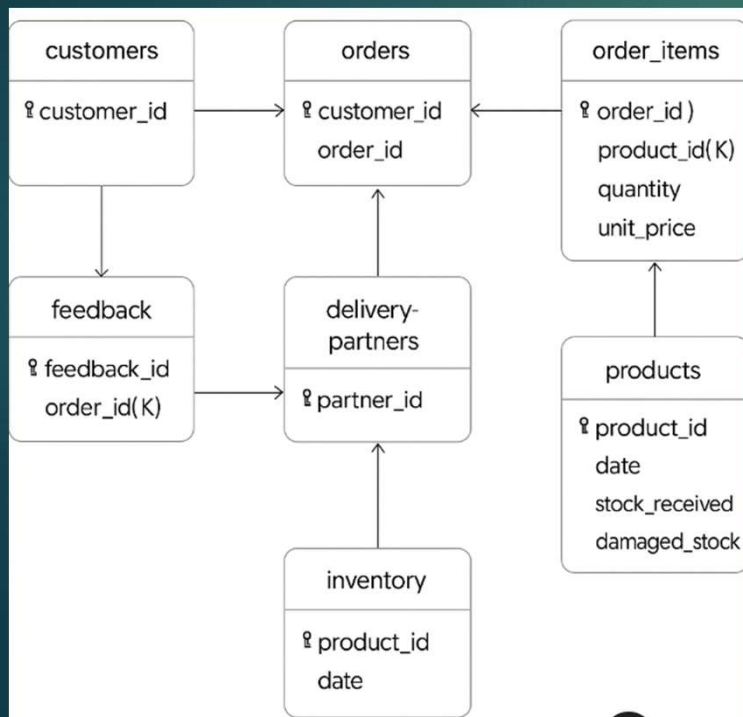 customers
customer_id
orders
customer_id
order_id
order_items
order_id )
product_id(K)
quantity
unit_price
feedback
feedback_id
order_id(K)
delivery-
partners
partner_id
products
product_id
date
stock_received
damaged_stock
inventory
product_id
date